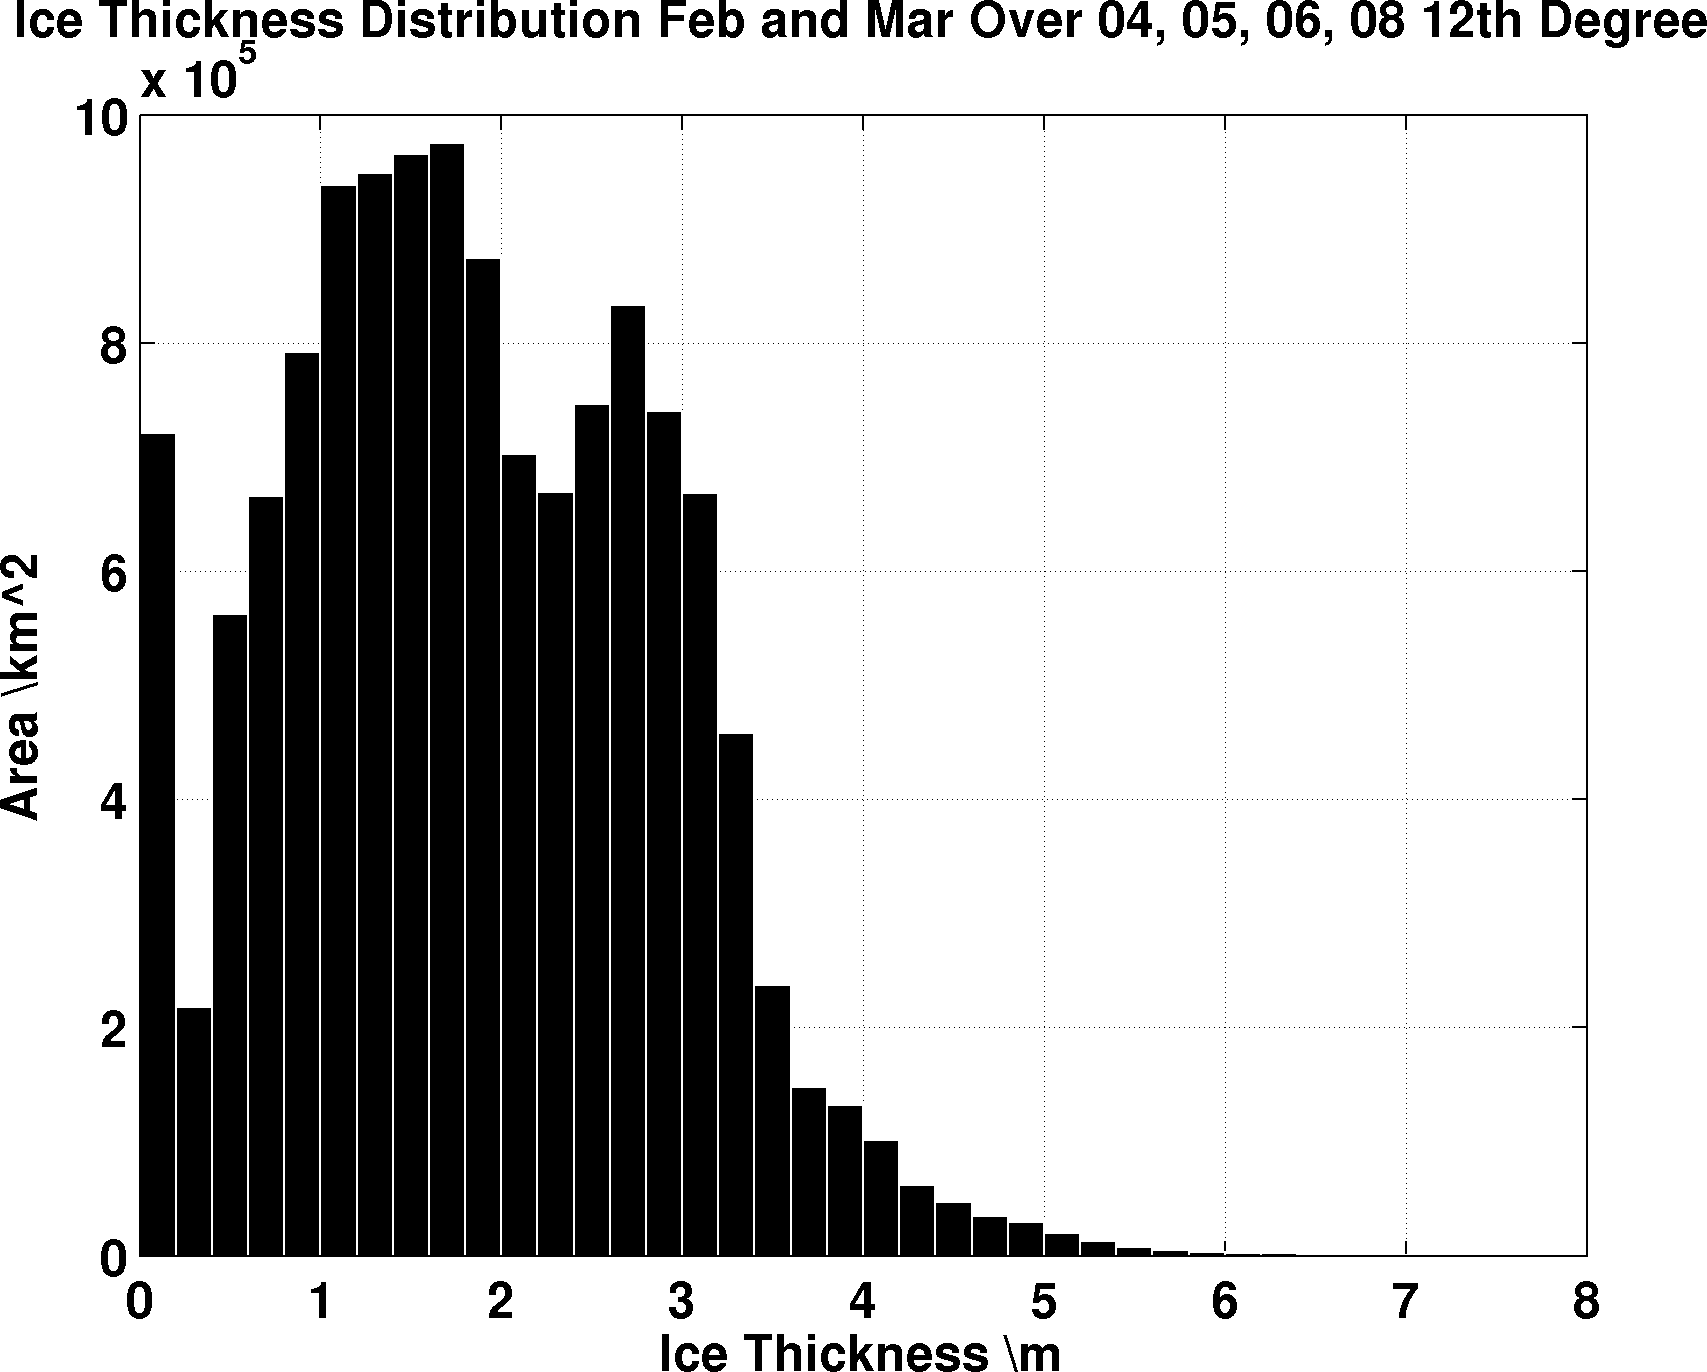 Ice Thickness Distribution Feb and Mar Over 04, 05, 06, 08 12th Degree
x 10^5
10
8
6
4
2
0
Area \km^2
0 1 2 3 4 5 6 7 8
Ice Thickness \m